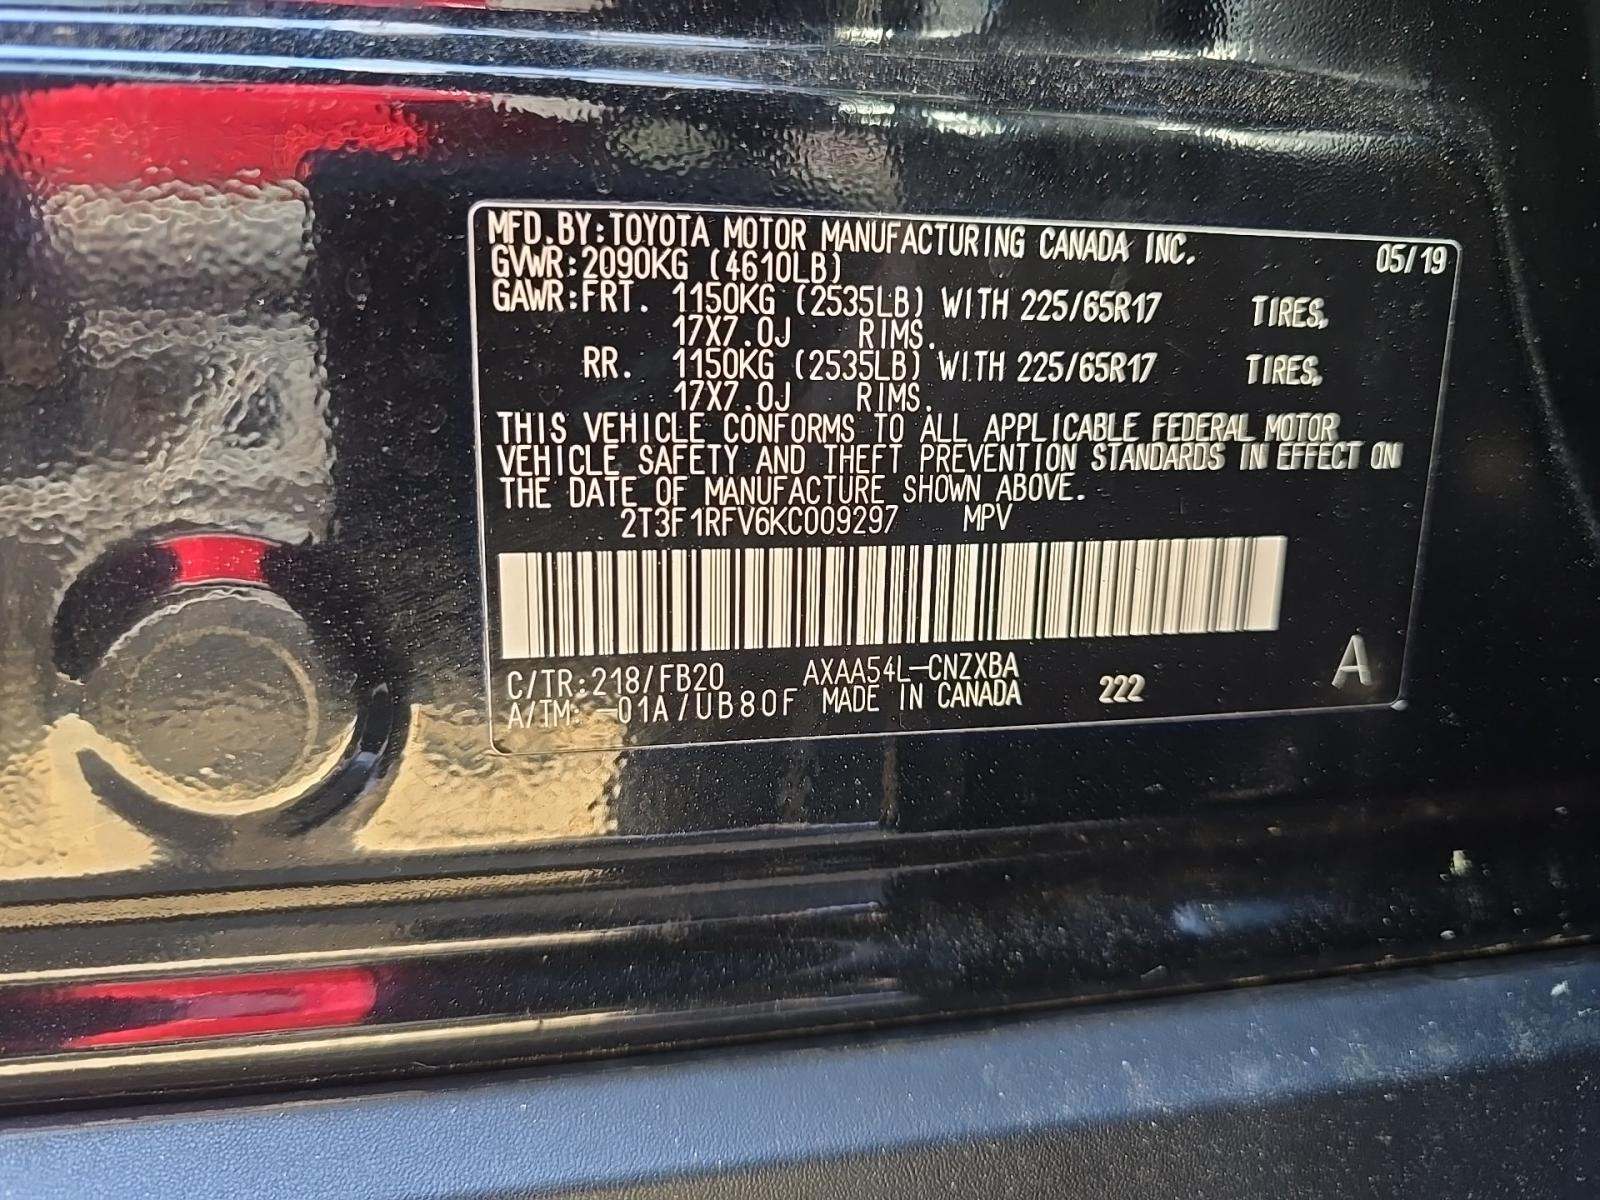 MFD.BY:TOYOTA MOTOR MANUFACTURING CANADA INC. 05/19
GVWR:2090KG (4610LB)
GAWR:FRT. 1150KG (2535LB) WITH 225/65R17 TIRES,
17X7.0J RIMS.
RR. 1150KG (2535LB) WITH 225/65R17 TIRES,
17X7.0J RIMS.
THIS VEHICLE CONFORMS TO ALL APPLICABLE FEDERAL MOTOR
VEHICLE SAFETY AND THEFT PREVENTION STANDARDS IN EFFECT ON
THE DATE OF MANUFACTURE SHOWN ABOVE.
2T3F1RFV6KC009297 MPV
C/TR:218/FB20 AXAA54L-CNZXBA
A/TM: -01A/UB80F MADE IN CANADA 222 A